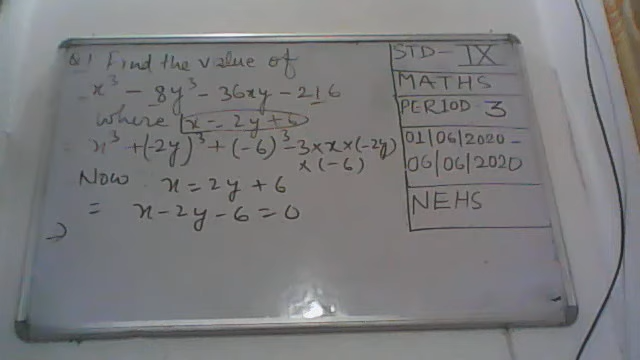 Q1 Find the value of
x³ - 8y³ - 36xy - 216
where x = 2y + 6
x³ + (-2y)³ + (-6)³ - 3 × x × (-2y)
× (-6)
Now x = 2y + 6
= x - 2y - 6 = 0
→
STD - IX
MATHS
PERIOD 3
01/06/2020 -
06/06/2020
NEHS